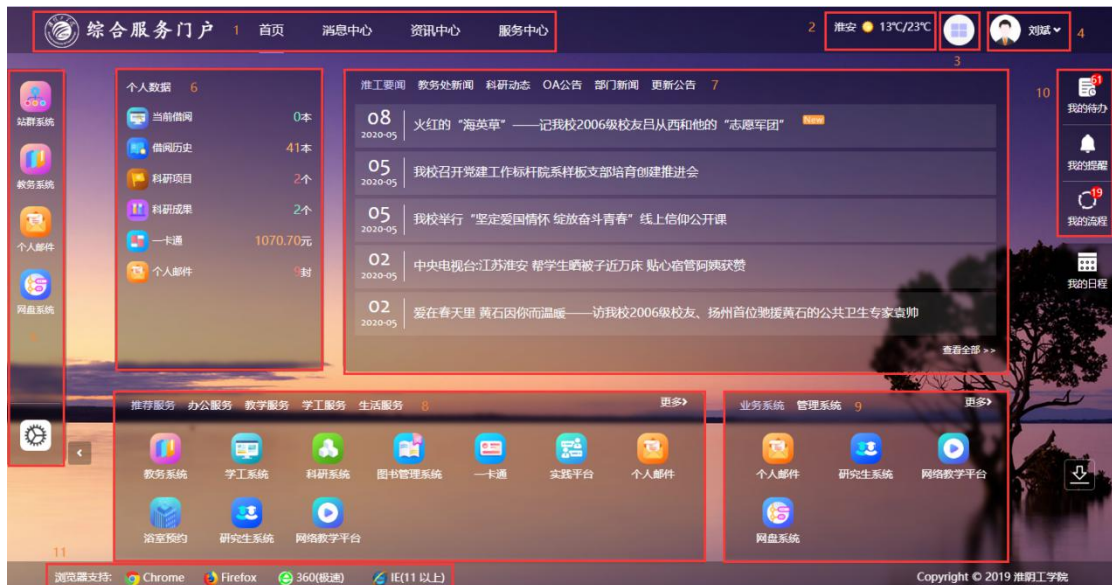 综合服务门户 1 首页 消息中心 资讯中心 服务中心 2 淮安 13℃/23℃ 刘斌 4
3
站群系统
教务系统
个人邮件
网盘系统
个人数据 6
当前借阅 0本
借阅历史 41本
科研项目 2个
科研成果 2个
一卡通 1070.70元
个人邮件 9封
淮工要闻 教务处新闻 科研动态 OA公告 部门新闻 更新公告 7
08
2020-05
火红的“海英草”——记我校2006级校友吕从西和他的“志愿军团” New
05
2020-05
我校召开党建工作标杆院系样板支部培育创建推进会
05
2020-05
我校举行“坚定爱国情怀 绽放奋斗青春”线上信仰公开课
02
2020-05
中央电视台:江苏淮安 帮学生晒被子近万床 贴心宿管阿姨获赞
02
2020-05
爱在春天里 黄石因你而温暖——访我校2006级校友、扬州首位驰援黄石的公共卫生专家袁帅
查看全部 >>
10
61
我的待办
我的提醒
19
我的流程
我的日程
推荐服务 办公服务 教学服务 学工服务 生活服务 8 更多>
教务系统 学工系统 科研系统 图书管理系统 一卡通 实践平台 个人邮件
浴室预约 研究生系统 网络教学平台
业务系统 管理系统 9 更多>
个人邮件 研究生系统 网络教学平台
网盘系统
11
浏览器支持: Chrome Firefox 360(极速) IE(11 以上)
Copyright © 2019 淮阴工学院